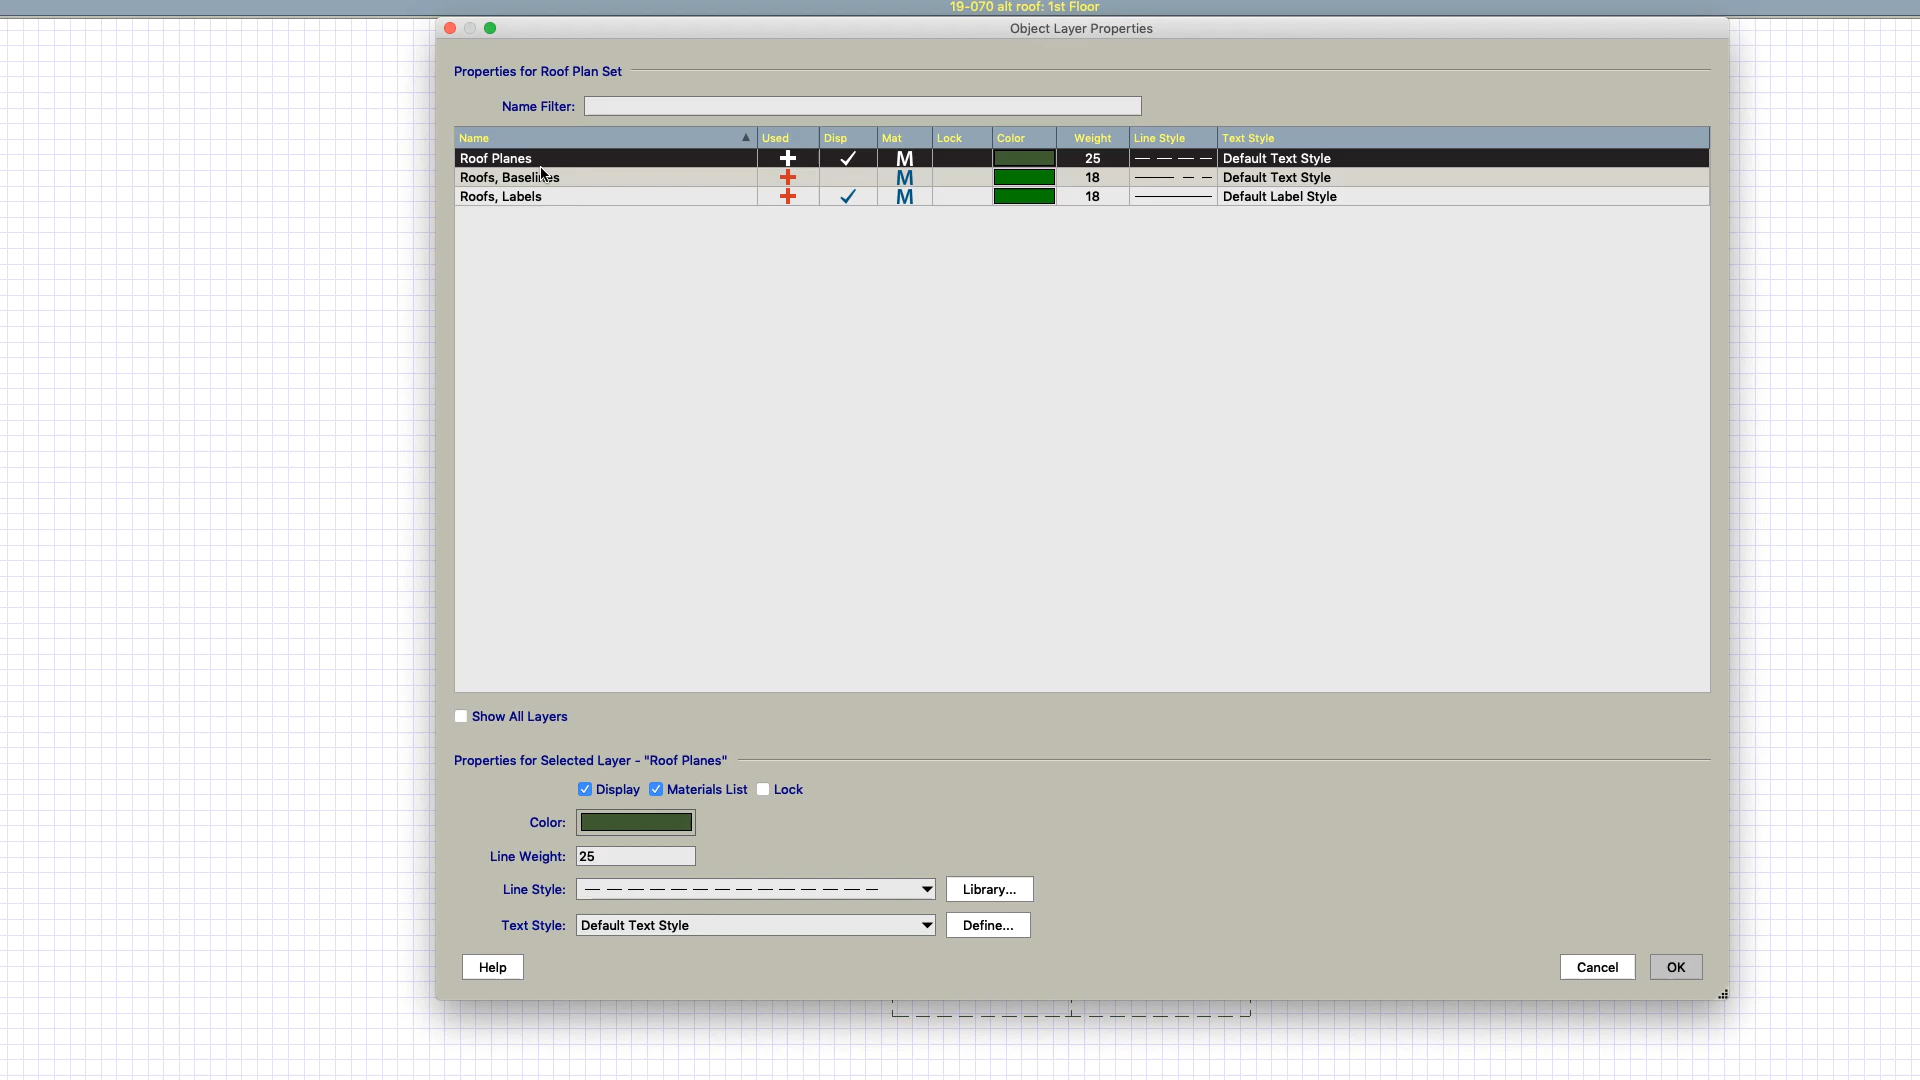 19-070 alt roof: 1st Floor
Object Layer Properties
Properties for Roof Plan Set
Name Filter:
Name Used Disp Mat Lock Color Weight Line Style Text Style
Roof Planes M 25 Default Text Style
Roofs, Baselines M 18 Default Text Style
Roofs, Labels M 18 Default Label Style
Show All Layers
Properties for Selected Layer - "Roof Planes"
Display Materials List Lock
Color:
Line Weight: 25
Line Style: Library...
Text Style: Default Text Style Define...
Help Cancel OK